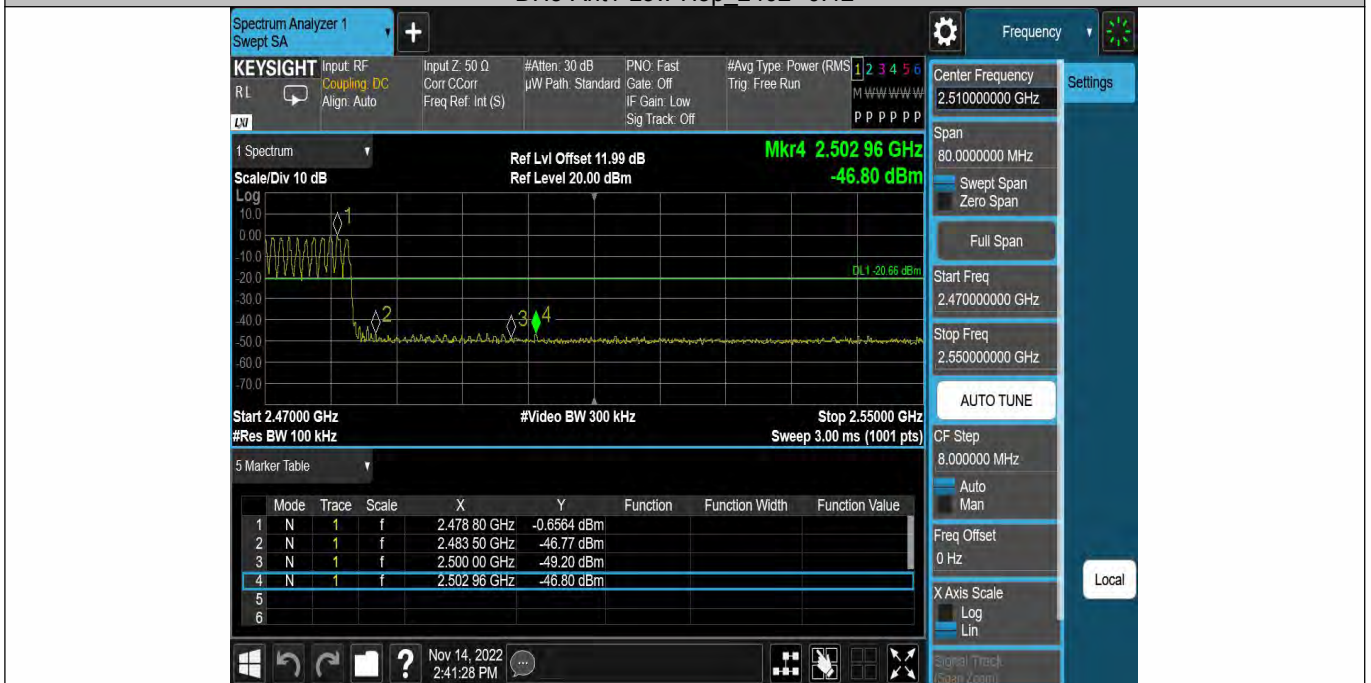 Spectrum Analyzer 1
Swept SA
+
Frequency
KEYSIGHT
RL
LXI
Input: RF
Coupling: DC
Align: Auto
Input Z: 50 Ω
Corr CCorr
Freq Ref: Int (S)
#Atten: 30 dB
µW Path: Standard
PNO: Fast
Gate: Off
IF Gain: Low
Sig Track: Off
#Avg Type: Power (RMS
Trig: Free Run
1 2 3 4 5 6
M W W W W W
P P P P P P
1 Spectrum
Scale/Div 10 dB
Ref Lvl Offset 11.99 dB
Ref Level 20.00 dBm
Mkr4 2.502 96 GHz
-46.80 dBm
Log
10.0
0.00
-10.0
-20.0
-30.0
-40.0
-50.0
-60.0
-70.0
1
2
3
4
DL1 -20.66 dBm
Start 2.47000 GHz
#Res BW 100 kHz
#Video BW 300 kHz
Stop 2.55000 GHz
Sweep 3.00 ms (1001 pts)
5 Marker Table
Mode Trace Scale X Y Function Function Width Function Value
1 N 1 f 2.478 80 GHz -0.6564 dBm
2 N 1 f 2.483 50 GHz -46.77 dBm
3 N 1 f 2.500 00 GHz -49.20 dBm
4 N 1 f 2.502 96 GHz -46.80 dBm
5
6
Nov 14, 2022
2:41:28 PM
?
Center Frequency
2.510000000 GHz
Settings
Span
80.0000000 MHz
Swept Span
Zero Span
Full Span
Start Freq
2.470000000 GHz
Stop Freq
2.550000000 GHz
AUTO TUNE
CF Step
8.000000 MHz
Auto
Man
Freq Offset
0 Hz
X Axis Scale
Log
Lin
Local
Signal Track
(Span Zoom)